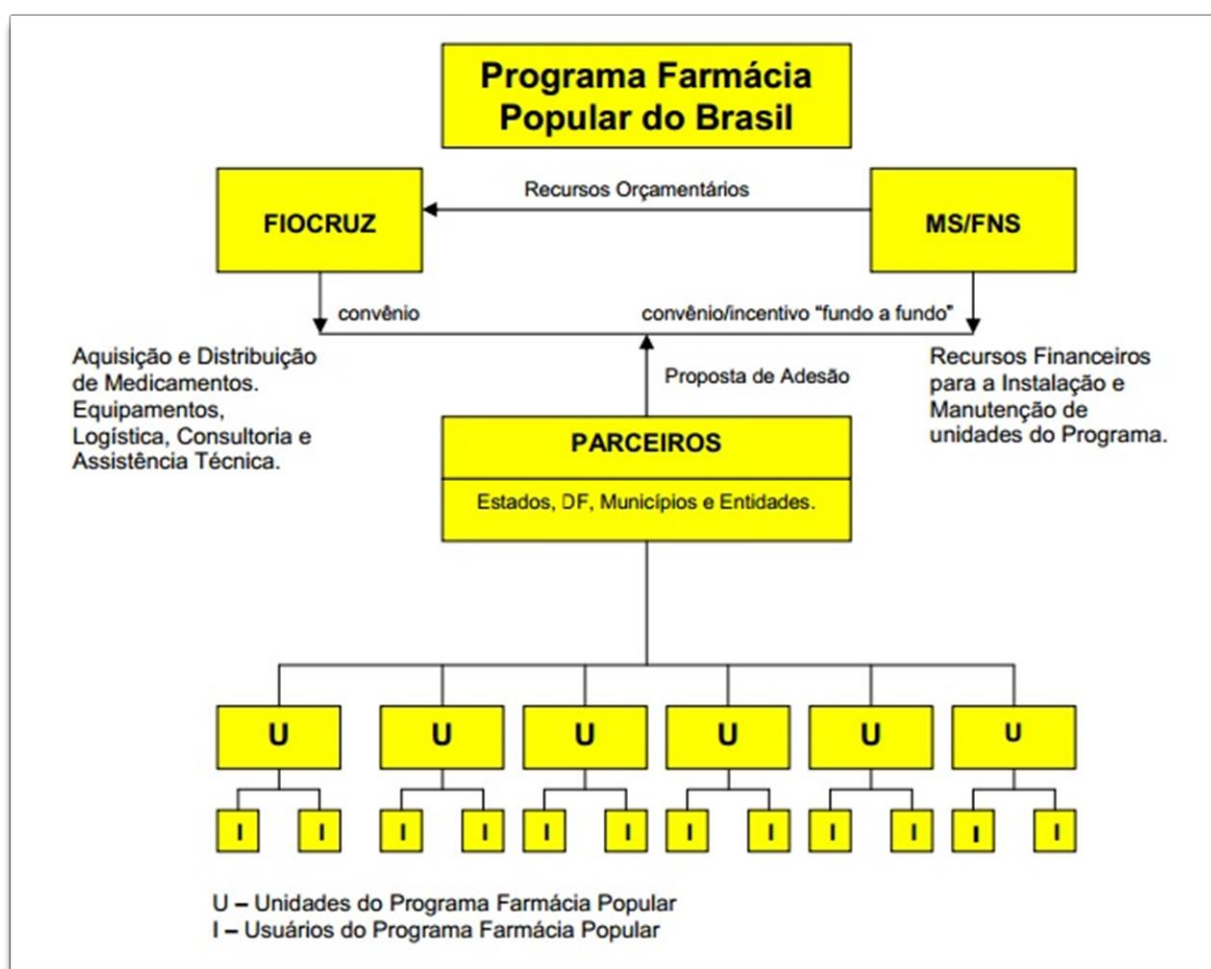 Programa Farmácia
Popular do Brasil
Recursos Orçamentários
FIOCRUZ
MS/FNS
convênio
convênio/incentivo “fundo a fundo”
Aquisição e Distribuição
de Medicamentos.
Equipamentos,
Logística, Consultoria e
Assistência Técnica.
Proposta de Adesão
Recursos Financeiros
para a Instalação e
Manutenção de
unidades do Programa.
PARCEIROS
Estados, DF, Municípios e Entidades.
U U U U U U
I I I I I I I I I I I I
U – Unidades do Programa Farmácia Popular
I – Usuários do Programa Farmácia Popular